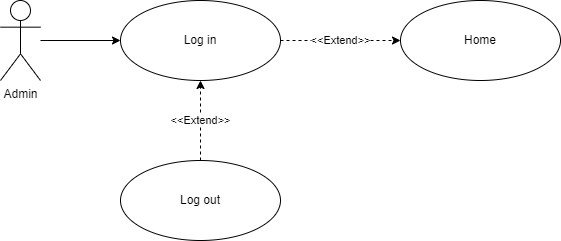 Log in
<<Extend>>
Home
Admin
<<Extend>>
Log out